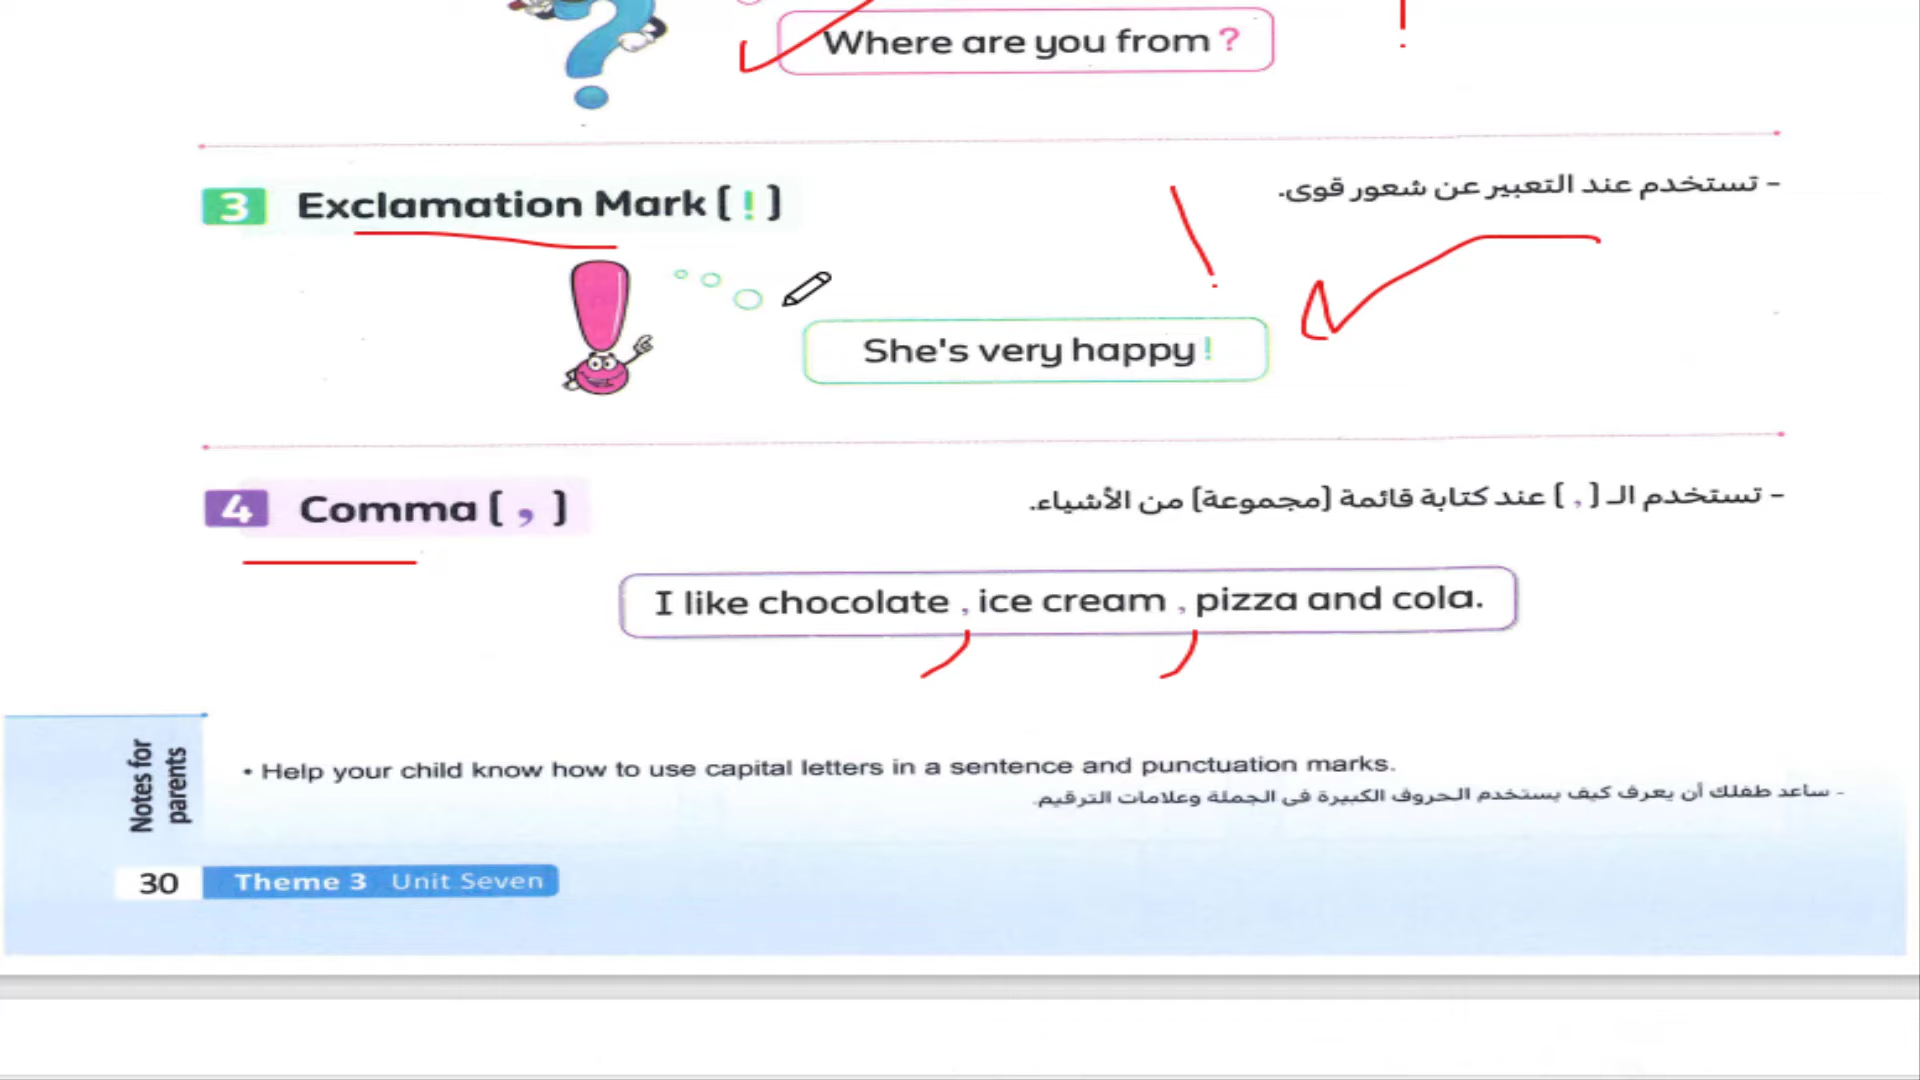 Where are you from ?
3 Exclamation Mark ( ! )
- تستخدم عند التعبير عن شعور قوى.
She's very happy !
4 Comma ( , )
- تستخدم الـ ( , ) عند كتابة قائمة (مجموعة) من الأشياء.
I like chocolate , ice cream , pizza and cola.
Notes for parents
• Help your child know how to use capital letters in a sentence and punctuation marks.
- ساعد طفلك أن يعرف كيف يستخدم الحروف الكبيرة فى الجملة وعلامات الترقيم.
30 Theme 3 Unit Seven